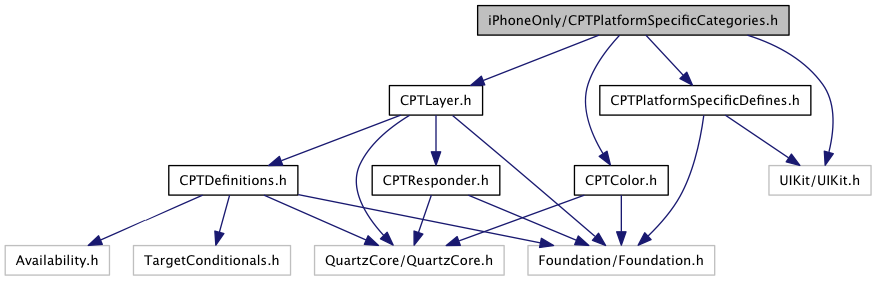 iPhoneOnly/CPTPlatformSpecificCategories.h
CPTLayer.h
CPTPlatformSpecificDefines.h
CPTDefinitions.h
CPTResponder.h
CPTColor.h
UIKit/UIKit.h
Availability.h
TargetConditionals.h
QuartzCore/QuartzCore.h
Foundation/Foundation.h